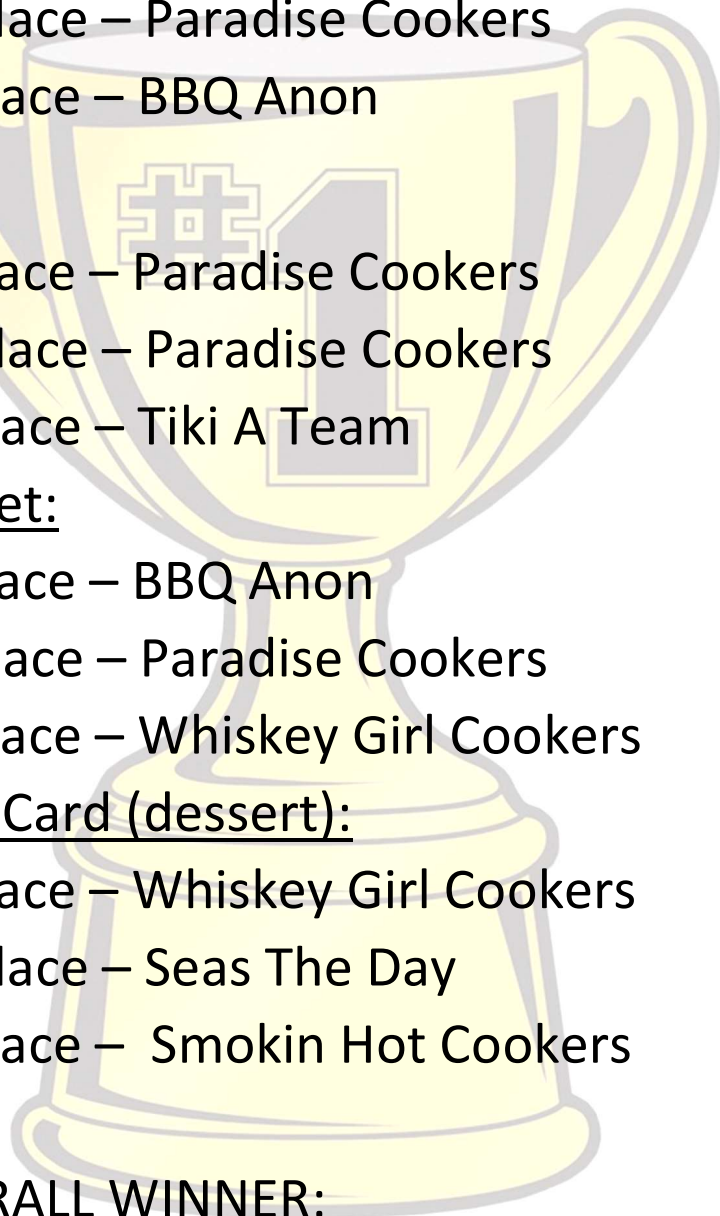 lace – Paradise Cookers
ace – BBQ Anon
#1
ace – Paradise Cookers
lace – Paradise Cookers
ace – Tiki A Team
et:
ace – BBQ Anon
ace – Paradise Cookers
ace – Whiskey Girl Cookers
Card (dessert):
ace – Whiskey Girl Cookers
lace – Seas The Day
ace – Smokin Hot Cookers
RALL WINNER: